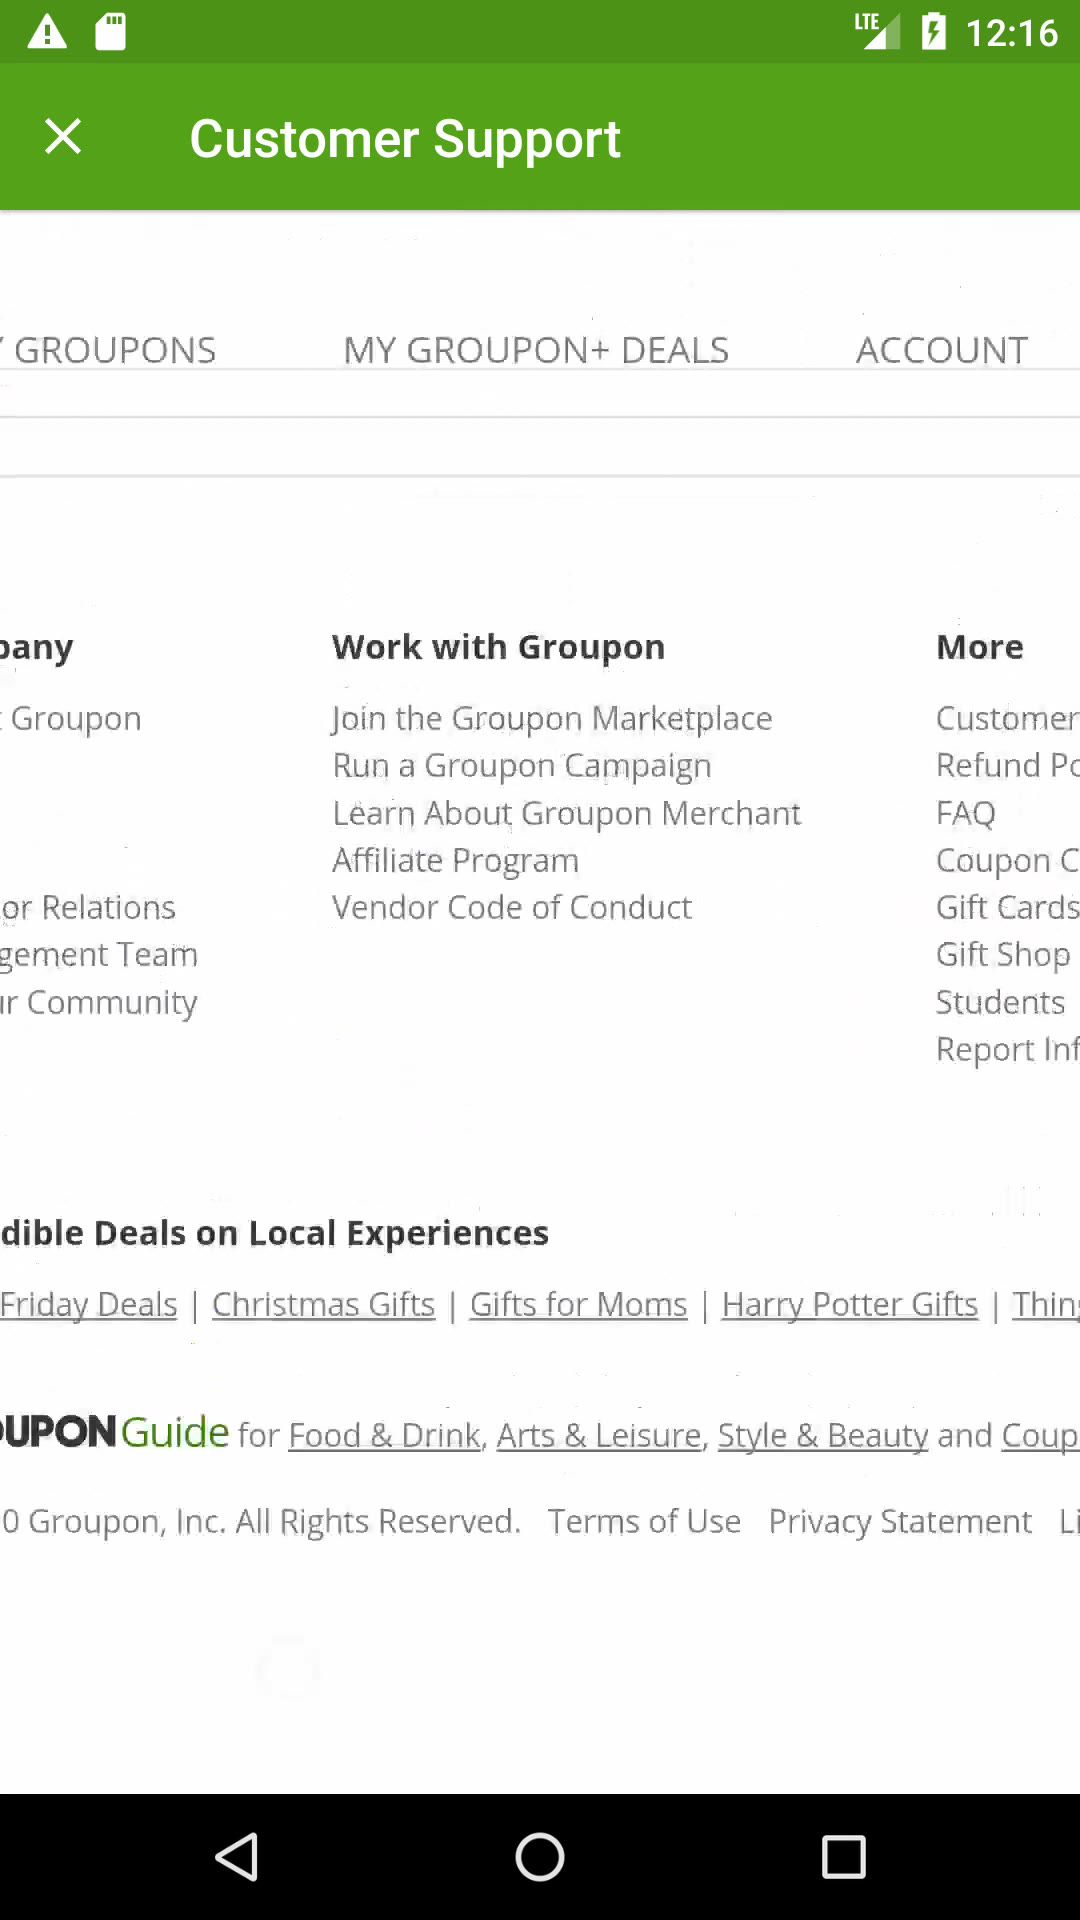 LTE 12:16
Customer Support
GROUPONS MY GROUPON+ DEALS ACCOUNT
pany
Groupon
or Relations
gement Team
ur Community
Work with Groupon
Join the Groupon Marketplace
Run a Groupon Campaign
Learn About Groupon Merchant
Affiliate Program
Vendor Code of Conduct
More
Customer
Refund Po
FAQ
Coupon C
Gift Cards
Gift Shop
Students
Report Inf
dible Deals on Local Experiences
Friday Deals | Christmas Gifts | Gifts for Moms | Harry Potter Gifts | Thing
OUPON Guide for Food & Drink, Arts & Leisure, Style & Beauty and Coup
0 Groupon, Inc. All Rights Reserved. Terms of Use Privacy Statement Li